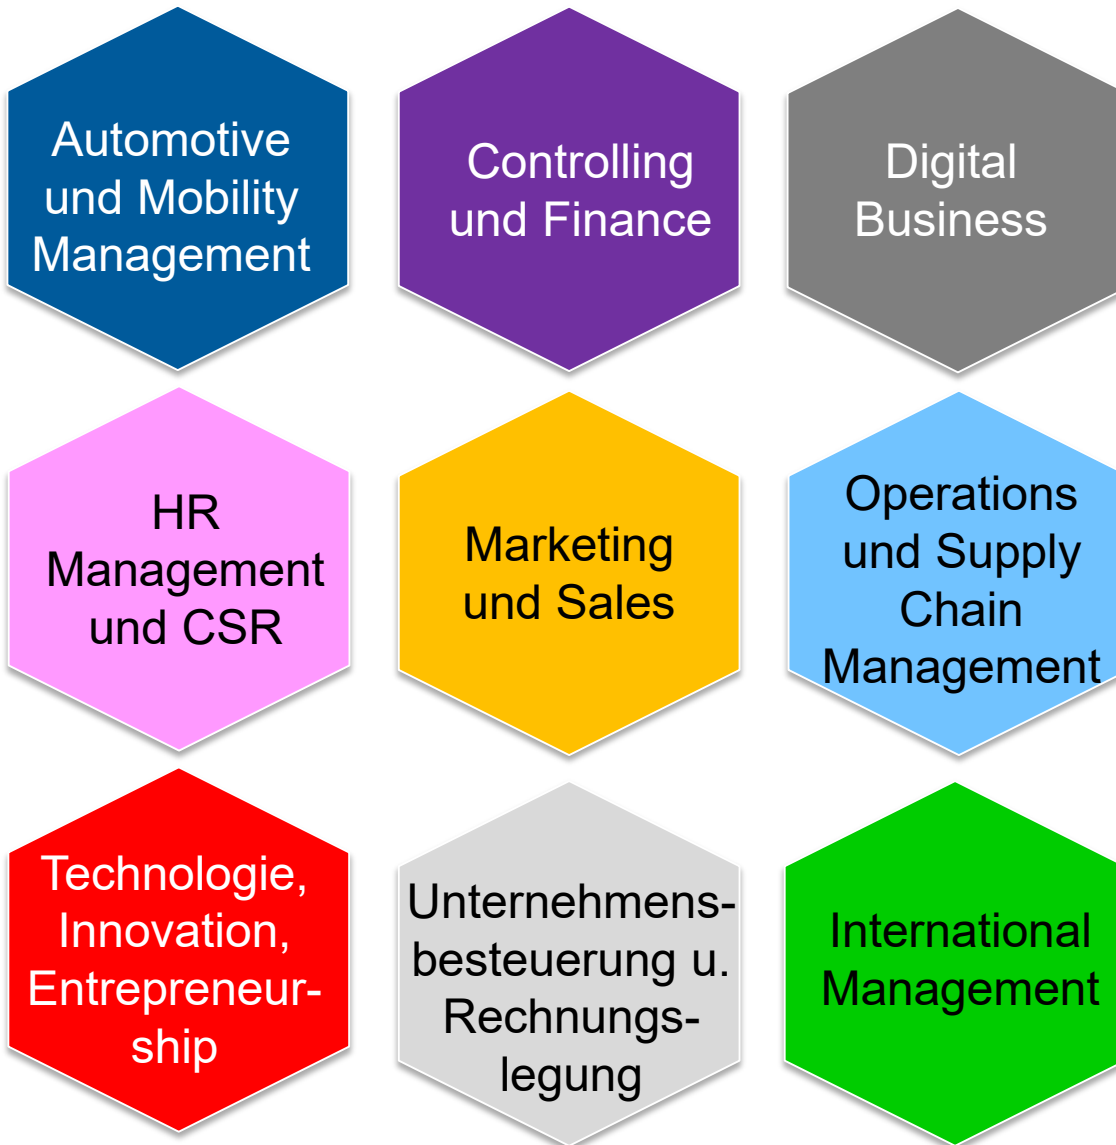 Automotive
und Mobility
Management
Controlling
und Finance
Digital
Business
HR
Management
und CSR
Marketing
und Sales
Operations
und Supply
Chain
Management
Technologie,
Innovation,
Entrepreneur-
ship
Unternehmens-
besteuerung u.
Rechnungs-
legung
International
Management